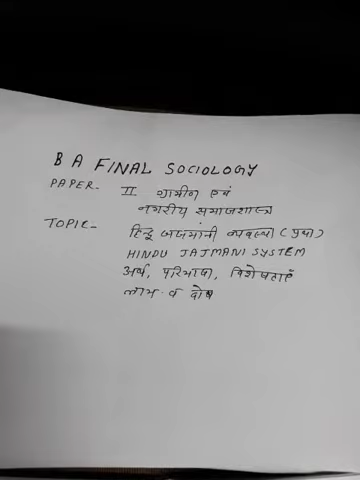 B A FINAL SOCIOLOGY
PAPER- II ग्रामीण एवं
नगरीय समाजशास्त्र
TOPIC- हिन्दू जजमानी व्यवस्था (प्रथा)
HINDU JAJMANI SYSTEM
अर्थ, परिभाषा, विशेषताएं
लाभ व दोष